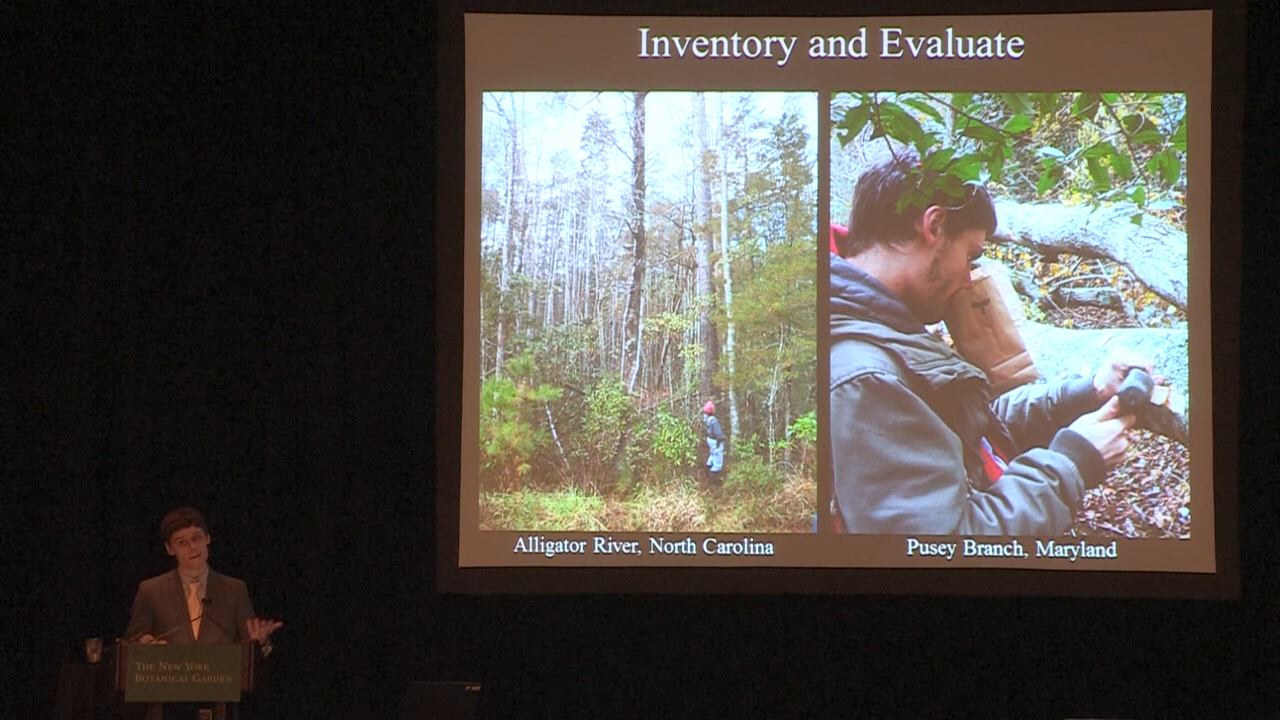 Inventory and Evaluate
Alligator River, North Carolina
Pusey Branch, Maryland
THE NEW YORK
BOTANICAL GARDEN